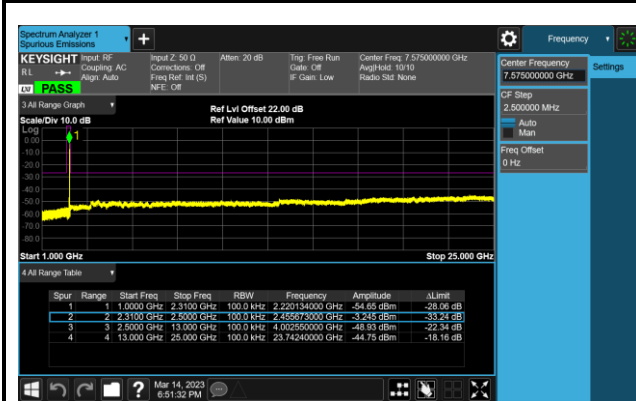 Spectrum Analyzer 1
Spurious Emissions
Frequency
KEYSIGHT Input: RF Input Z: 50 Ω Atten: 20 dB Trig: Free Run Center Freq: 7.575000000 GHz
R L Coupling: AC Corrections: Off Gate: Off Avg|Hold: 10/10
Align: Auto Freq Ref: Int (S) IF Gain: Low Radio Std: None
NFE: Off
LXI PASS
Center Frequency
7.575000000 GHz
Settings
CF Step
2.500000 MHz
Auto
Man
Freq Offset
0 Hz
3 All Range Graph
Ref Lvl Offset 22.00 dB
Scale/Div 10.0 dB Ref Value 10.00 dBm
Log
1
0.00
-10.0
-20.0
-30.0
-40.0
-50.0
-60.0
-70.0
-80.0
Start 1.000 GHz Stop 25.000 GHz
4 All Range Table
Spur Range Start Freq Stop Freq RBW Frequency Amplitude ΔLimit
1 1 1.0000 GHz 2.3100 GHz 100.0 kHz 2.220134000 GHz -54.65 dBm -28.06 dB
2 2 2.3100 GHz 2.5000 GHz 100.0 kHz 2.455673000 GHz -3.245 dBm -33.24 dB
3 3 2.5000 GHz 13.000 GHz 100.0 kHz 4.002550000 GHz -48.93 dBm -22.34 dB
4 4 13.000 GHz 25.000 GHz 100.0 kHz 23.74240000 GHz -44.75 dBm -18.16 dB
? Mar 14, 2023
6:51:32 PM